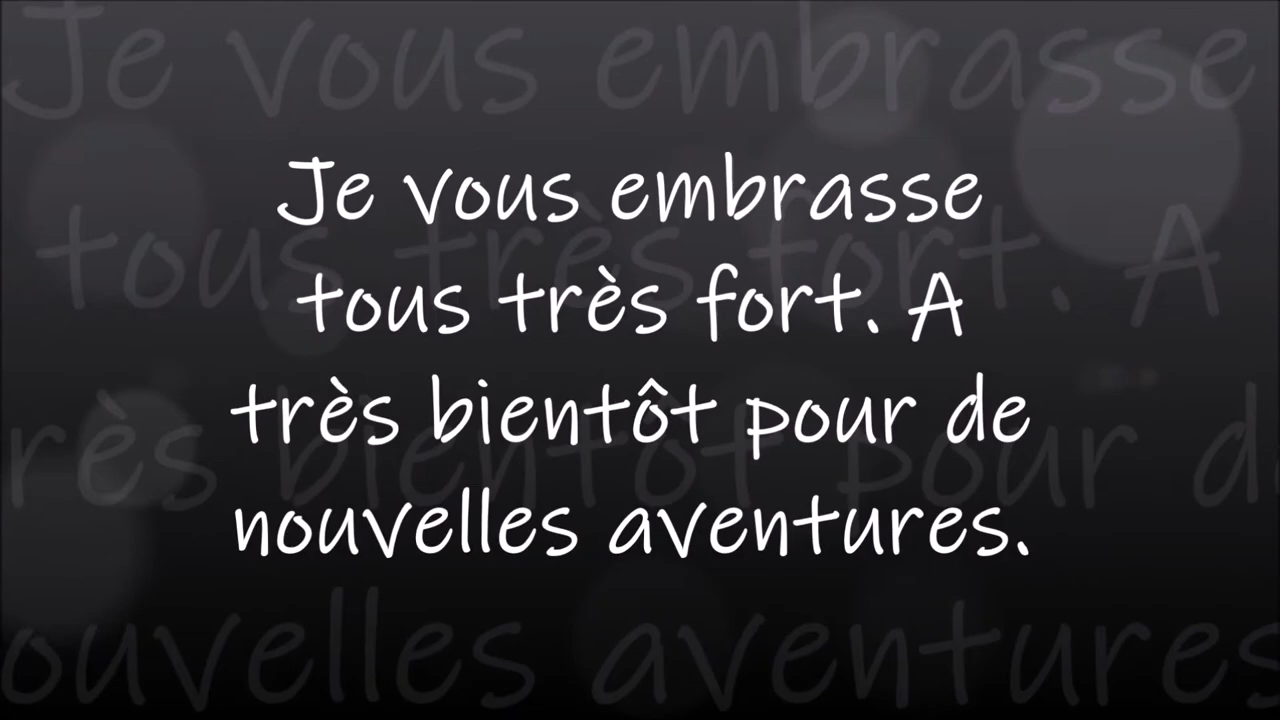 Je vous embrasse
tous très fort. A
très bientôt pour de
nouvelles aventures.